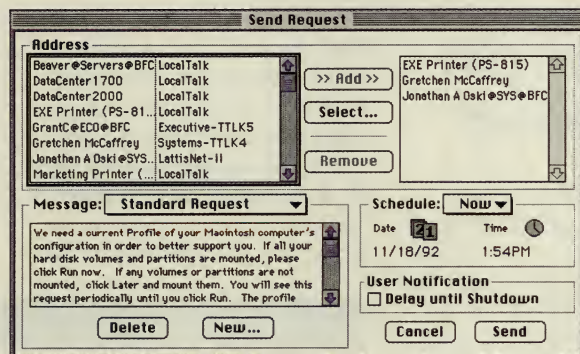 Send Request
Address
Beaver@Servers@BFC LocalTalk
DataCenter1700 LocalTalk
DataCenter2000 LocalTalk
EXE Printer (PS-81... LocalTalk
GrantC@ECO@BFC Executive-TTLK5
Gretchen McCaffrey Systems-TTLK4
Jonathan A Oski@SYS... LattisNet-II
Marketing Printer (... LocalTalk
>> Add >>
Select...
Remove
EXE Printer (PS-815)
Gretchen McCaffrey
Jonathan A Oski@SYS@BFC
Message: Standard Request
We need a current Profile of your Macintosh computer's
configuration in order to better support you. If all your
hard disk volumes and partitions are mounted, please
click Run now. If any volumes or partitions are not
mounted, click Later and mount them. You will see this
request periodically until you click Run. The profile
Delete New...
Schedule: Now
Date 21 Time
11/18/92 1:54PM
User Notification
Delay until Shutdown
Cancel Send